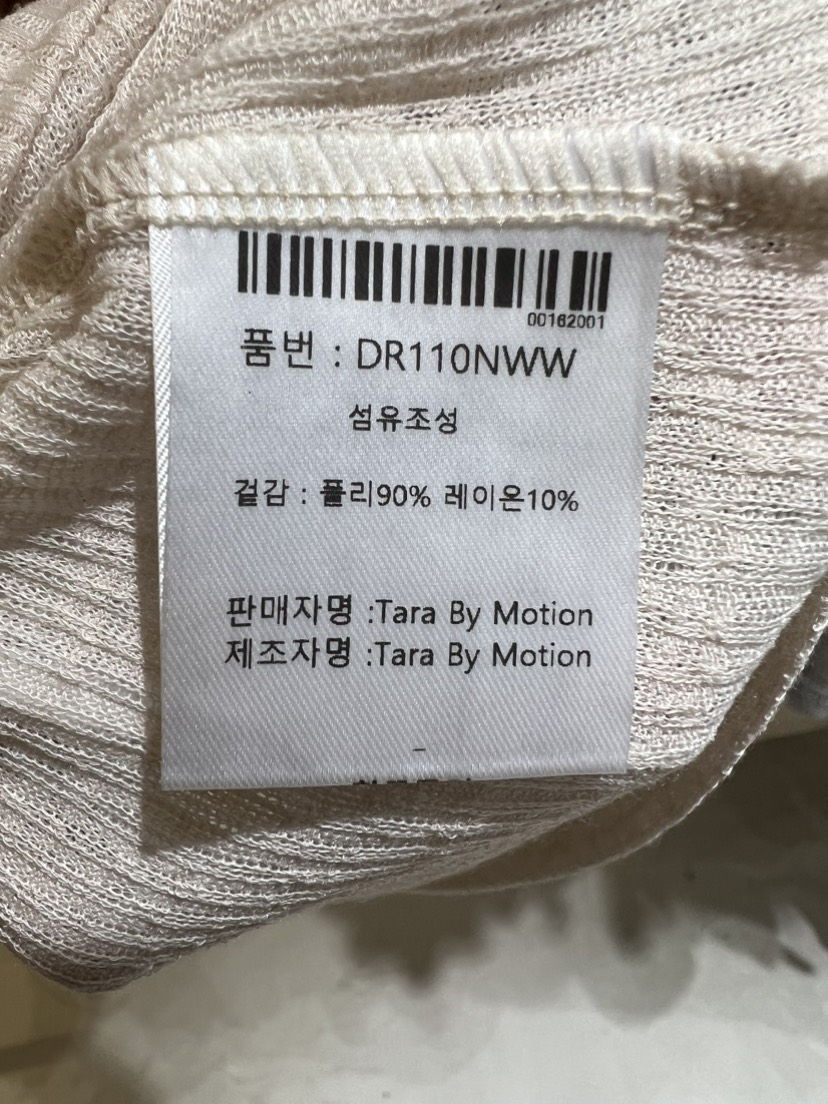 00162001
품번 : DR110NWW
섬유조성
겉감 : 폴리90% 레이온10%
판매자명 :Tara By Motion
제조자명 :Tara By Motion